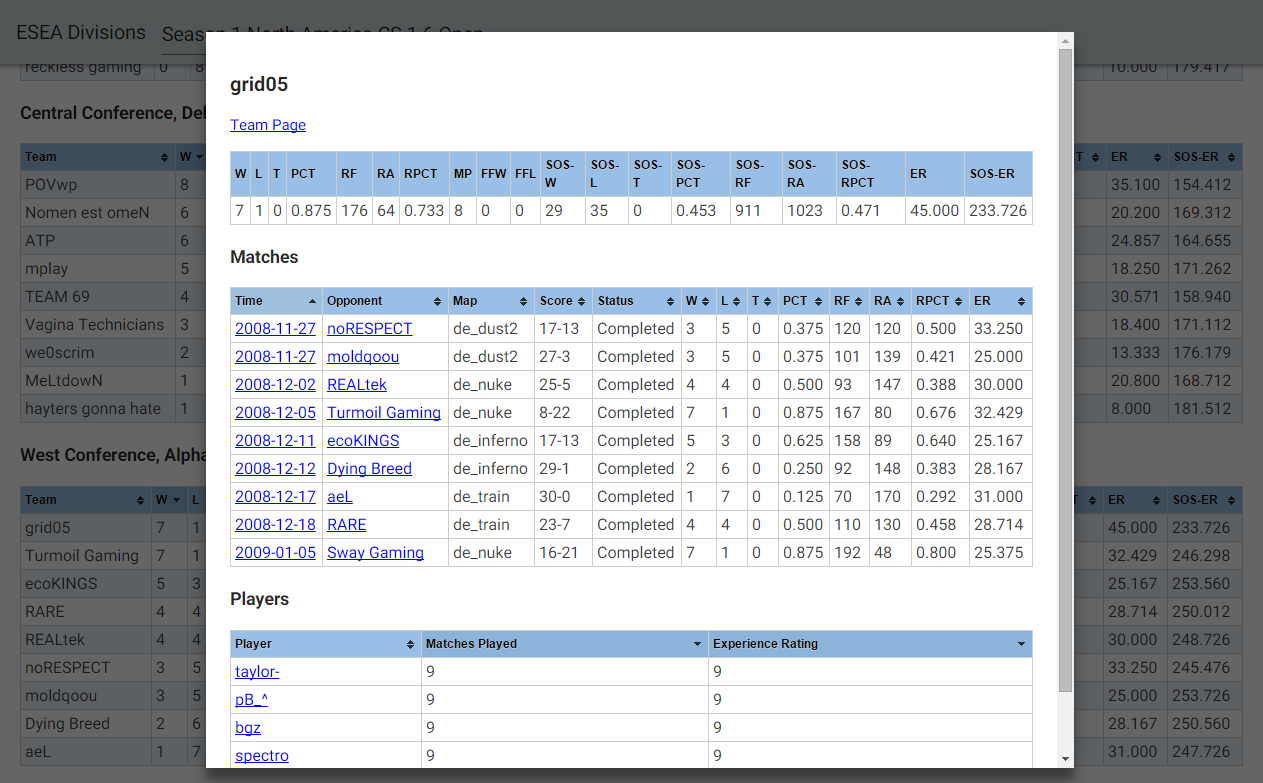 ESEA Divisions Season 1 North America CS 1.6 Open
reckless gaming 0 8 10.000 179.417
Central Conference, Del
Team W CT ER SOS-ER
POVwp 8 35.100 154.412
Nomen est omeN 6 20.200 169.312
ATP 6 24.857 164.655
mplay 5 18.250 171.262
TEAM 69 4 30.571 158.940
Vagina Technicians 3 18.400 171.112
we0scrim 2 13.333 176.179
MeLtdowN 1 20.800 168.712
hayters gonna hate 1 8.000 181.512
West Conference, Alpha
Team W L CT ER SOS-ER
grid05 7 1 45.000 233.726
Turmoil Gaming 7 1 32.429 246.298
ecoKINGS 5 3 25.167 253.560
RARE 4 4 28.714 250.012
REALtek 4 4 30.000 248.726
noRESPECT 3 5 33.250 245.476
moldqoou 3 5 25.000 253.726
Dying Breed 2 6 28.167 250.560
aeL 1 7 31.000 247.726
grid05
Team Page
W L T PCT RF RA RPCT MP FFW FFL SOS-W SOS-L SOS-T SOS-PCT SOS-RF SOS-RA SOS-RPCT ER SOS-ER
7 1 0 0.875 176 64 0.733 8 0 0 29 35 0 0.453 911 1023 0.471 45.000 233.726
Matches
Time Opponent Map Score Status W L T PCT RF RA RPCT ER
2008-11-27 noRESPECT de_dust2 17-13 Completed 3 5 0 0.375 120 120 0.500 33.250
2008-11-27 moldqoou de_dust2 27-3 Completed 3 5 0 0.375 101 139 0.421 25.000
2008-12-02 REALtek de_nuke 25-5 Completed 4 4 0 0.500 93 147 0.388 30.000
2008-12-05 Turmoil Gaming de_nuke 8-22 Completed 7 1 0 0.875 167 80 0.676 32.429
2008-12-11 ecoKINGS de_inferno 17-13 Completed 5 3 0 0.625 158 89 0.640 25.167
2008-12-12 Dying Breed de_inferno 29-1 Completed 2 6 0 0.250 92 148 0.383 28.167
2008-12-17 aeL de_train 30-0 Completed 1 7 0 0.125 70 170 0.292 31.000
2008-12-18 RARE de_train 23-7 Completed 4 4 0 0.500 110 130 0.458 28.714
2009-01-05 Sway Gaming de_nuke 16-21 Completed 7 1 0 0.875 192 48 0.800 25.375
Players
Player Matches Played Experience Rating
taylor- 9 9
pB_^ 9 9
bgz 9 9
spectro 9 9